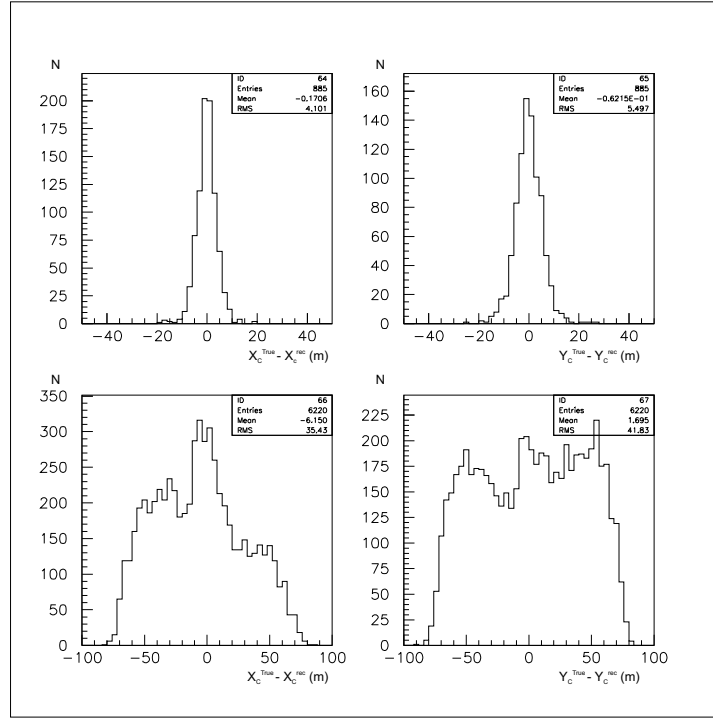 N
ID 64
Entries 885
Mean -0.1706
RMS 4.101
200
175
150
125
100
75
50
25
0
-40 -20 0 20 40
X_C^True - X_c^rec (m)
N
ID 65
Entries 885
Mean -0.6215E-01
RMS 5.497
160
140
120
100
80
60
40
20
0
-40 -20 0 20 40
Y_C^True - Y_C^rec (m)
N
ID 66
Entries 6220
Mean -6.150
RMS 35.43
350
300
250
200
150
100
50
0
-100 -50 0 50 100
X_C^True - X_c^rec (m)
N
ID 67
Entries 6220
Mean 1.695
RMS 41.83
225
200
175
150
125
100
75
50
25
0
-100 -50 0 50 100
Y_C^True - Y_C^rec (m)